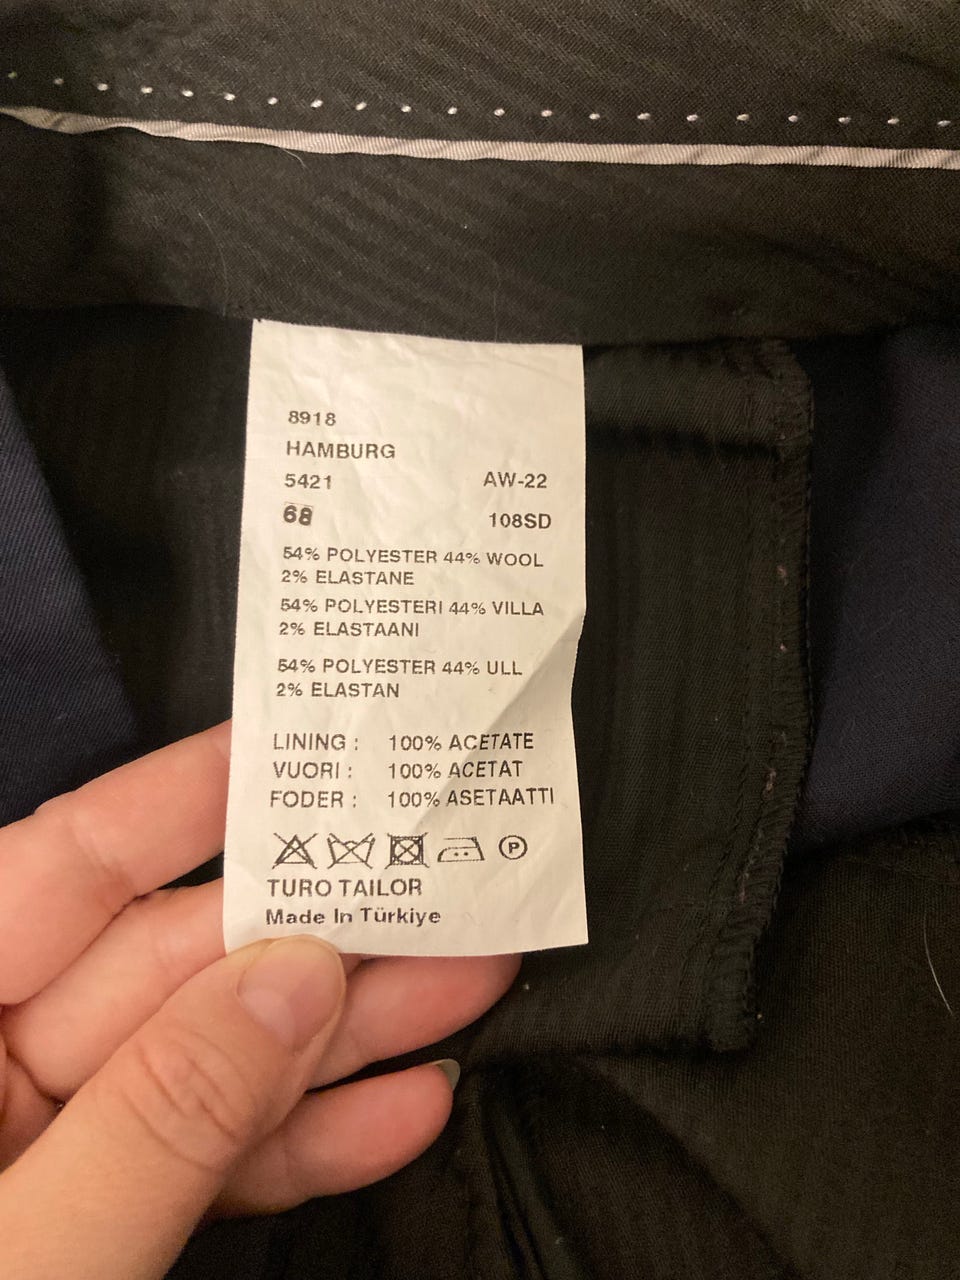 8918
HAMBURG
5421 AW-22
68 108SD
54% POLYESTER 44% WOOL
2% ELASTANE
54% POLYESTERI 44% VILLA
2% ELASTAANI
54% POLYESTER 44% ULL
2% ELASTAN
LINING : 100% ACETATE
VUORI : 100% ACETAT
FODER : 100% ASETAATTI
P
TURO TAILOR
Made In Türkiye